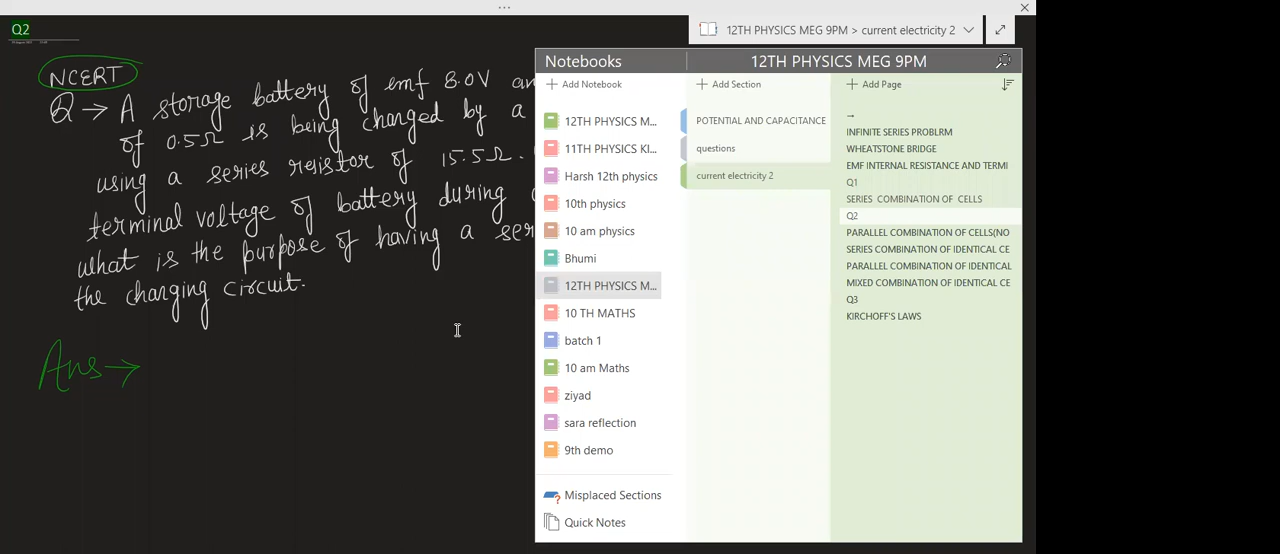 Q2
NCERT
Q → A storage battery of emf 8.0V an
of 0.5Ω is being charged by a
using a series resistor of 15.5Ω.
terminal voltage of battery during
what is the purpose of having a ser
the charging circuit.
Ans →
12TH PHYSICS MEG 9PM > current electricity 2
Notebooks
12TH PHYSICS MEG 9PM
+ Add Notebook
+ Add Section
+ Add Page
12TH PHYSICS M...
11TH PHYSICS KI...
Harsh 12th physics
10th physics
10 am physics
Bhumi
12TH PHYSICS M...
10 TH MATHS
batch 1
10 am Maths
ziyad
sara reflection
9th demo
Misplaced Sections
Quick Notes
POTENTIAL AND CAPACITANCE
questions
current electricity 2
→
INFINITE SERIES PROBLRM
WHEATSTONE BRIDGE
EMF INTERNAL RESISTANCE AND TERMI
Q1
SERIES COMBINATION OF CELLS
Q2
PARALLEL COMBINATION OF CELLS(NO
SERIES COMBINATION OF IDENTICAL CE
PARALLEL COMBINATION OF IDENTICAL
MIXED COMBINATION OF IDENTICAL CE
Q3
KIRCHOFF'S LAWS